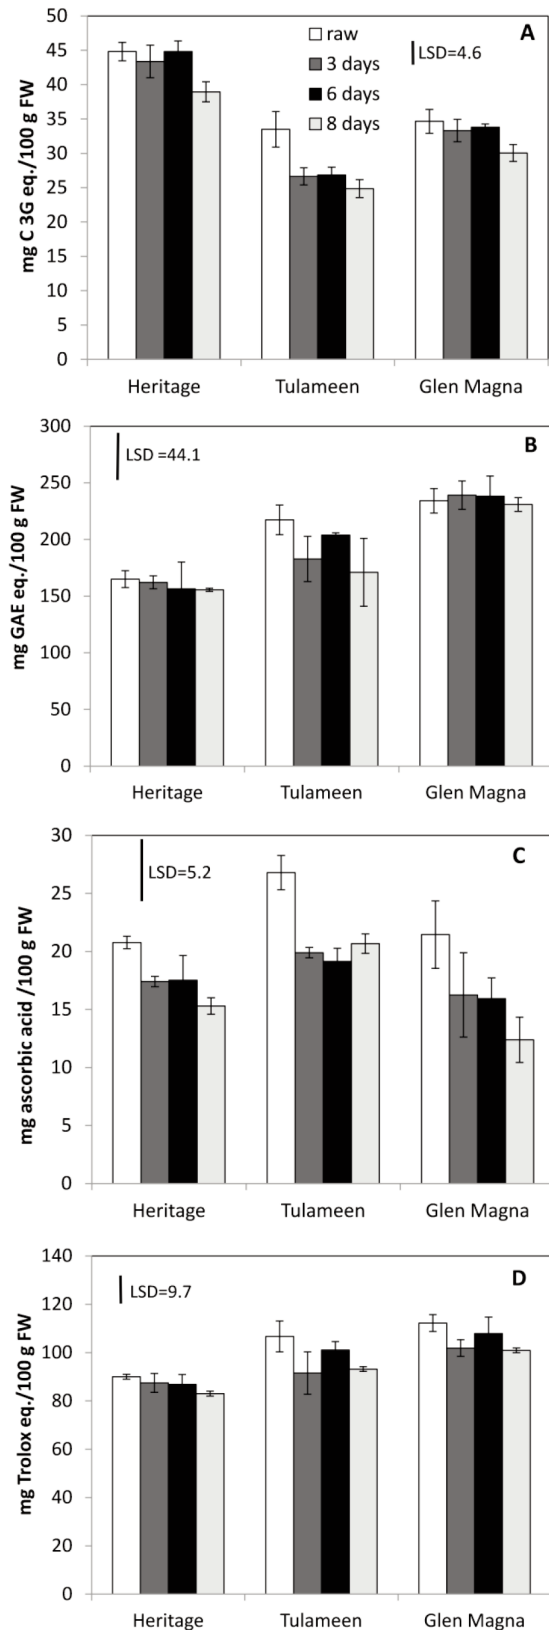 A
50
45
40
35
30
25
20
15
10
5
0
mg C 3G eq./100 g FW
raw
3 days
6 days
8 days
LSD=4.6
Heritage Tulameen Glen Magna
B
300
250
200
150
100
50
0
mg GAE eq./100 g FW
LSD =44.1
Heritage Tulameen Glen Magna
C
30
25
20
15
10
5
0
mg ascorbic acid /100 g FW
LSD=5.2
Heritage Tulameen Glen Magna
D
140
120
100
80
60
40
20
0
mg Trolox eq./100 g FW
LSD=9.7
Heritage Tulameen Glen Magna